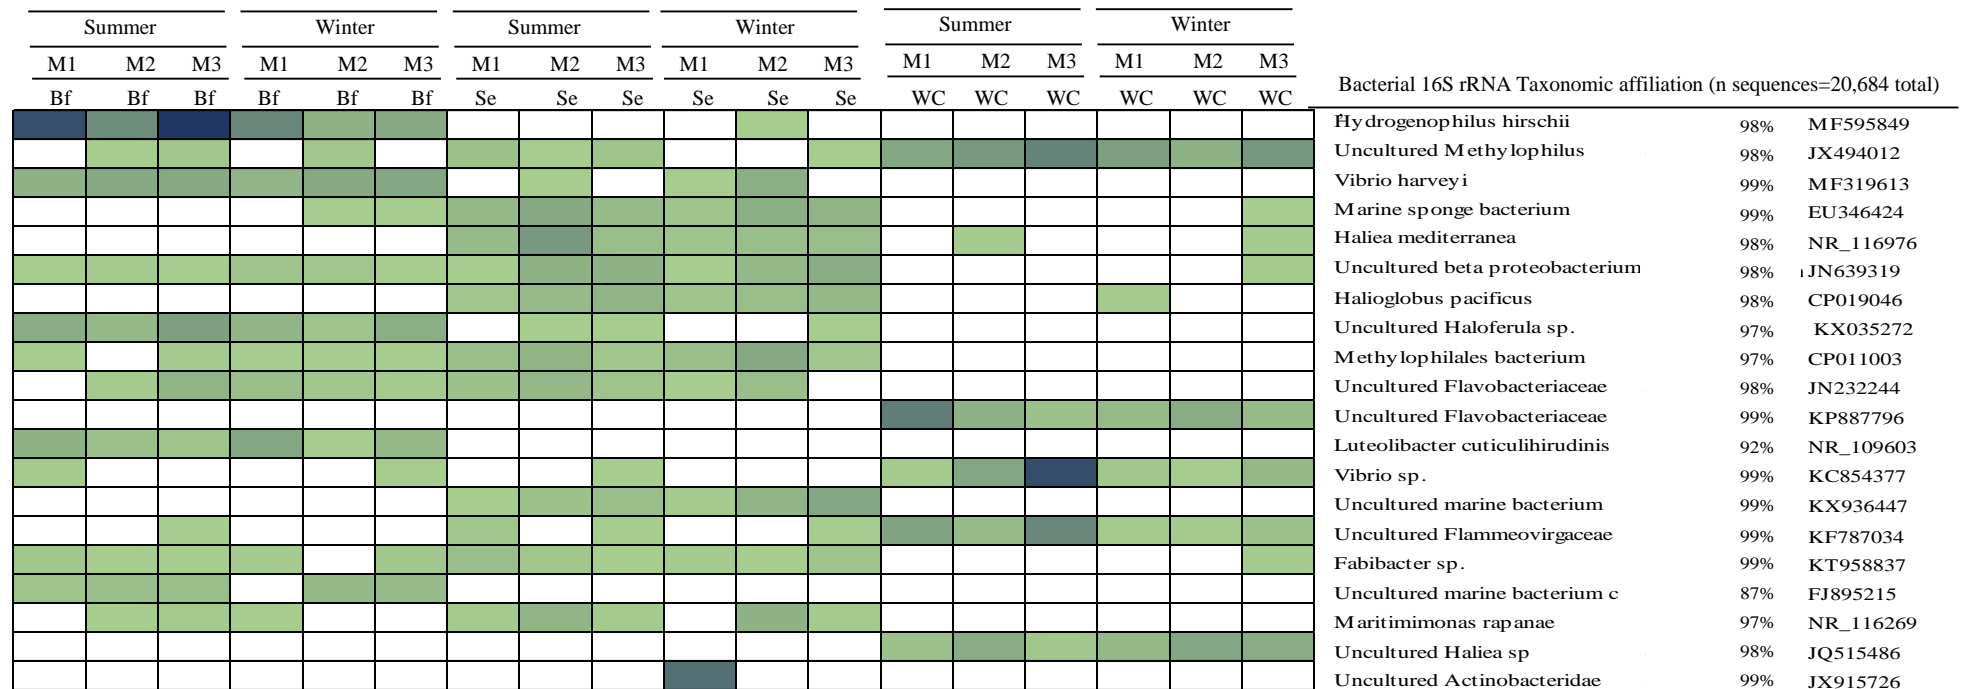 Summer Winter Summer Winter Summer Winter
M1 M2 M3 M1 M2 M3 M1 M2 M3 M1 M2 M3 M1 M2 M3 M1 M2 M3
Bf Bf Bf Bf Bf Bf Se Se Se Se Se Se WC WC WC WC WC WC
Bacterial 16S rRNA Taxonomic affiliation (n sequences=20,684 total)
Hydrogenophilus hirschii 98% MF595849
Uncultured Methylophilus 98% JX494012
Vibrio harveyi 99% MF319613
Marine sponge bacterium 99% EU346424
Haliea mediterranea 98% NR_116976
Uncultured beta proteobacterium 98% JN639319
Halioglobus pacificus 98% CP019046
Uncultured Haloferula sp. 97% KX035272
Methylophilales bacterium 97% CP011003
Uncultured Flavobacteriaceae 98% JN232244
Uncultured Flavobacteriaceae 99% KP887796
Luteolibacter cuticulihirudinis 92% NR_109603
Vibrio sp. 99% KC854377
Uncultured marine bacterium 99% KX936447
Uncultured Flammeovirgaceae 99% KF787034
Fabibacter sp. 99% KT958837
Uncultured marine bacterium c 87% FJ895215
Maritimimonas rapanae 97% NR_116269
Uncultured Haliea sp 98% JQ515486
Uncultured Actinobacteridae 99% JX915726